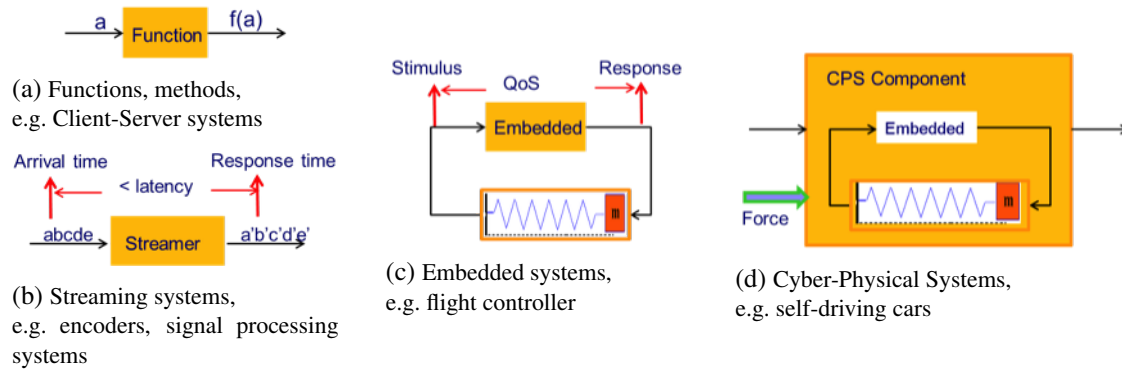 a
Function
f(a)
(a) Functions, methods,
e.g. Client-Server systems
Arrival time
Response time
< latency
abcde
Streamer
a'b'c'd'e'
(b) Streaming systems,
e.g. encoders, signal processing
systems
Stimulus
Response
QoS
Embedded
m
(c) Embedded systems,
e.g. flight controller
CPS Component
Embedded
m
Force
(d) Cyber-Physical Systems,
e.g. self-driving cars